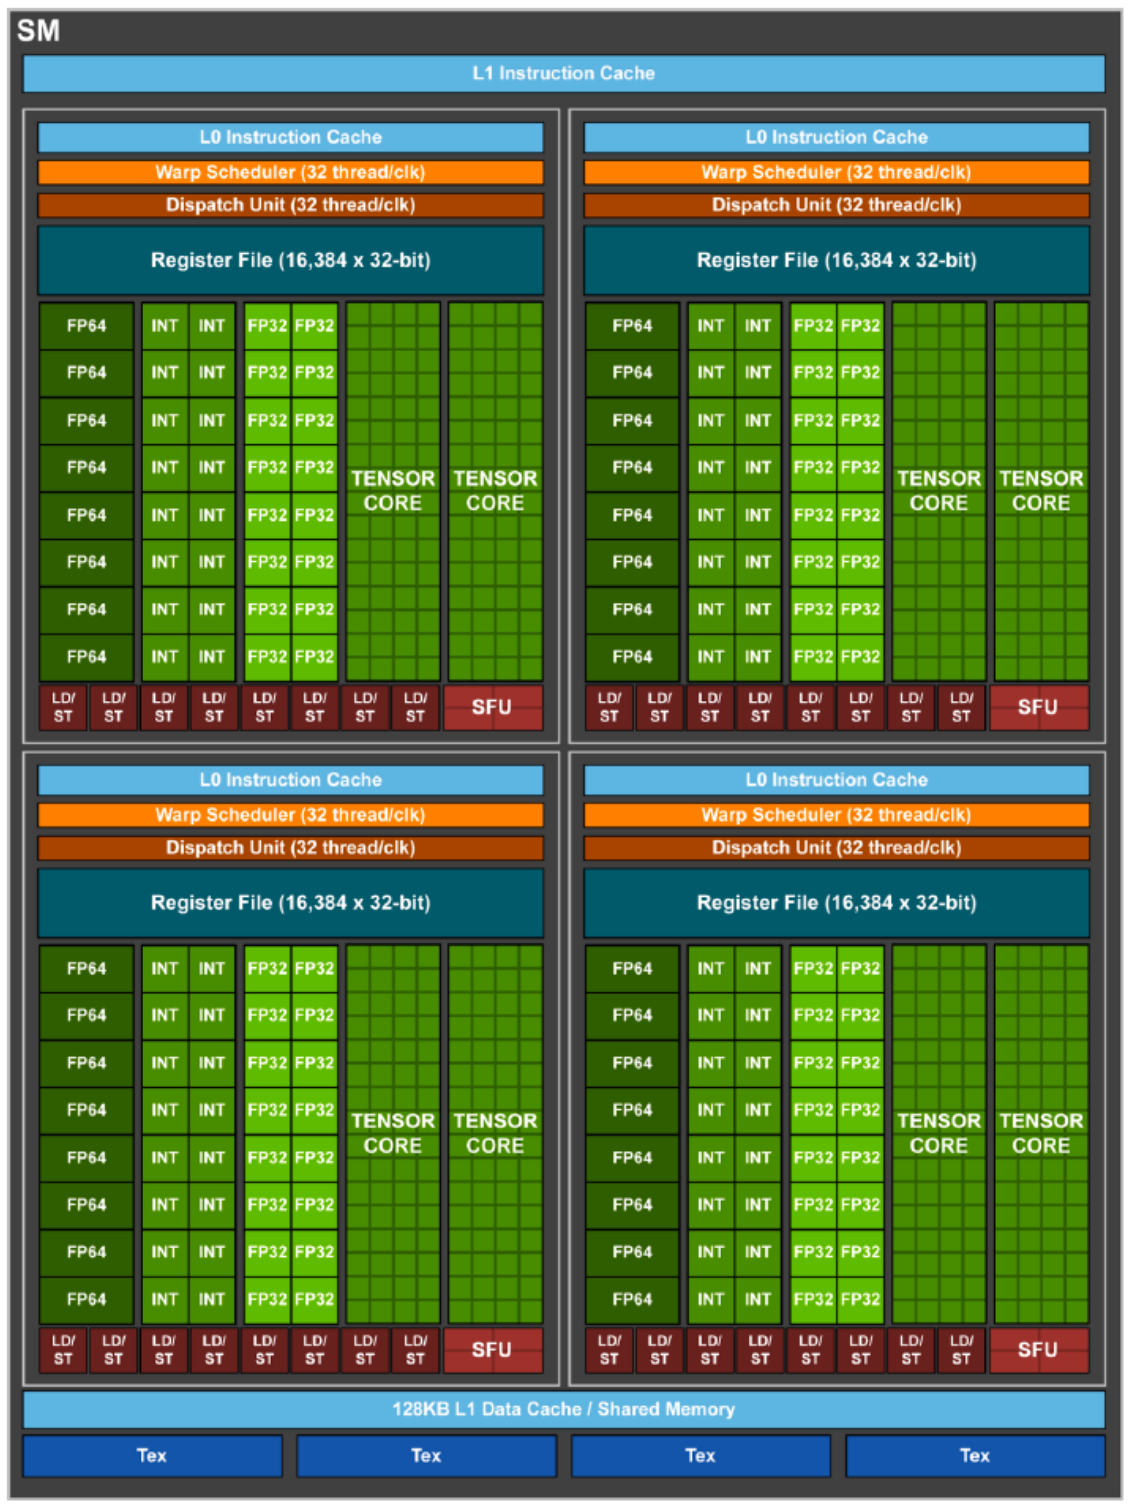 SM
L1 Instruction Cache
L0 Instruction Cache
Warp Scheduler (32 thread/clk)
Dispatch Unit (32 thread/clk)
Register File (16,384 x 32-bit)
FP64 INT INT FP32 FP32
FP64 INT INT FP32 FP32
FP64 INT INT FP32 FP32
FP64 INT INT FP32 FP32
FP64 INT INT FP32 FP32
FP64 INT INT FP32 FP32
FP64 INT INT FP32 FP32
FP64 INT INT FP32 FP32
TENSOR
CORE
TENSOR
CORE
LD/ LD/ LD/ LD/ LD/ LD/ LD/ LD/
ST ST ST ST ST ST ST ST
SFU
L0 Instruction Cache
Warp Scheduler (32 thread/clk)
Dispatch Unit (32 thread/clk)
Register File (16,384 x 32-bit)
FP64 INT INT FP32 FP32
FP64 INT INT FP32 FP32
FP64 INT INT FP32 FP32
FP64 INT INT FP32 FP32
FP64 INT INT FP32 FP32
FP64 INT INT FP32 FP32
FP64 INT INT FP32 FP32
FP64 INT INT FP32 FP32
TENSOR
CORE
TENSOR
CORE
LD/ LD/ LD/ LD/ LD/ LD/ LD/ LD/
ST ST ST ST ST ST ST ST
SFU
L0 Instruction Cache
Warp Scheduler (32 thread/clk)
Dispatch Unit (32 thread/clk)
Register File (16,384 x 32-bit)
FP64 INT INT FP32 FP32
FP64 INT INT FP32 FP32
FP64 INT INT FP32 FP32
FP64 INT INT FP32 FP32
FP64 INT INT FP32 FP32
FP64 INT INT FP32 FP32
FP64 INT INT FP32 FP32
FP64 INT INT FP32 FP32
TENSOR
CORE
TENSOR
CORE
LD/ LD/ LD/ LD/ LD/ LD/ LD/ LD/
ST ST ST ST ST ST ST ST
SFU
L0 Instruction Cache
Warp Scheduler (32 thread/clk)
Dispatch Unit (32 thread/clk)
Register File (16,384 x 32-bit)
FP64 INT INT FP32 FP32
FP64 INT INT FP32 FP32
FP64 INT INT FP32 FP32
FP64 INT INT FP32 FP32
FP64 INT INT FP32 FP32
FP64 INT INT FP32 FP32
FP64 INT INT FP32 FP32
FP64 INT INT FP32 FP32
TENSOR
CORE
TENSOR
CORE
LD/ LD/ LD/ LD/ LD/ LD/ LD/ LD/
ST ST ST ST ST ST ST ST
SFU
128KB L1 Data Cache / Shared Memory
Tex Tex Tex Tex